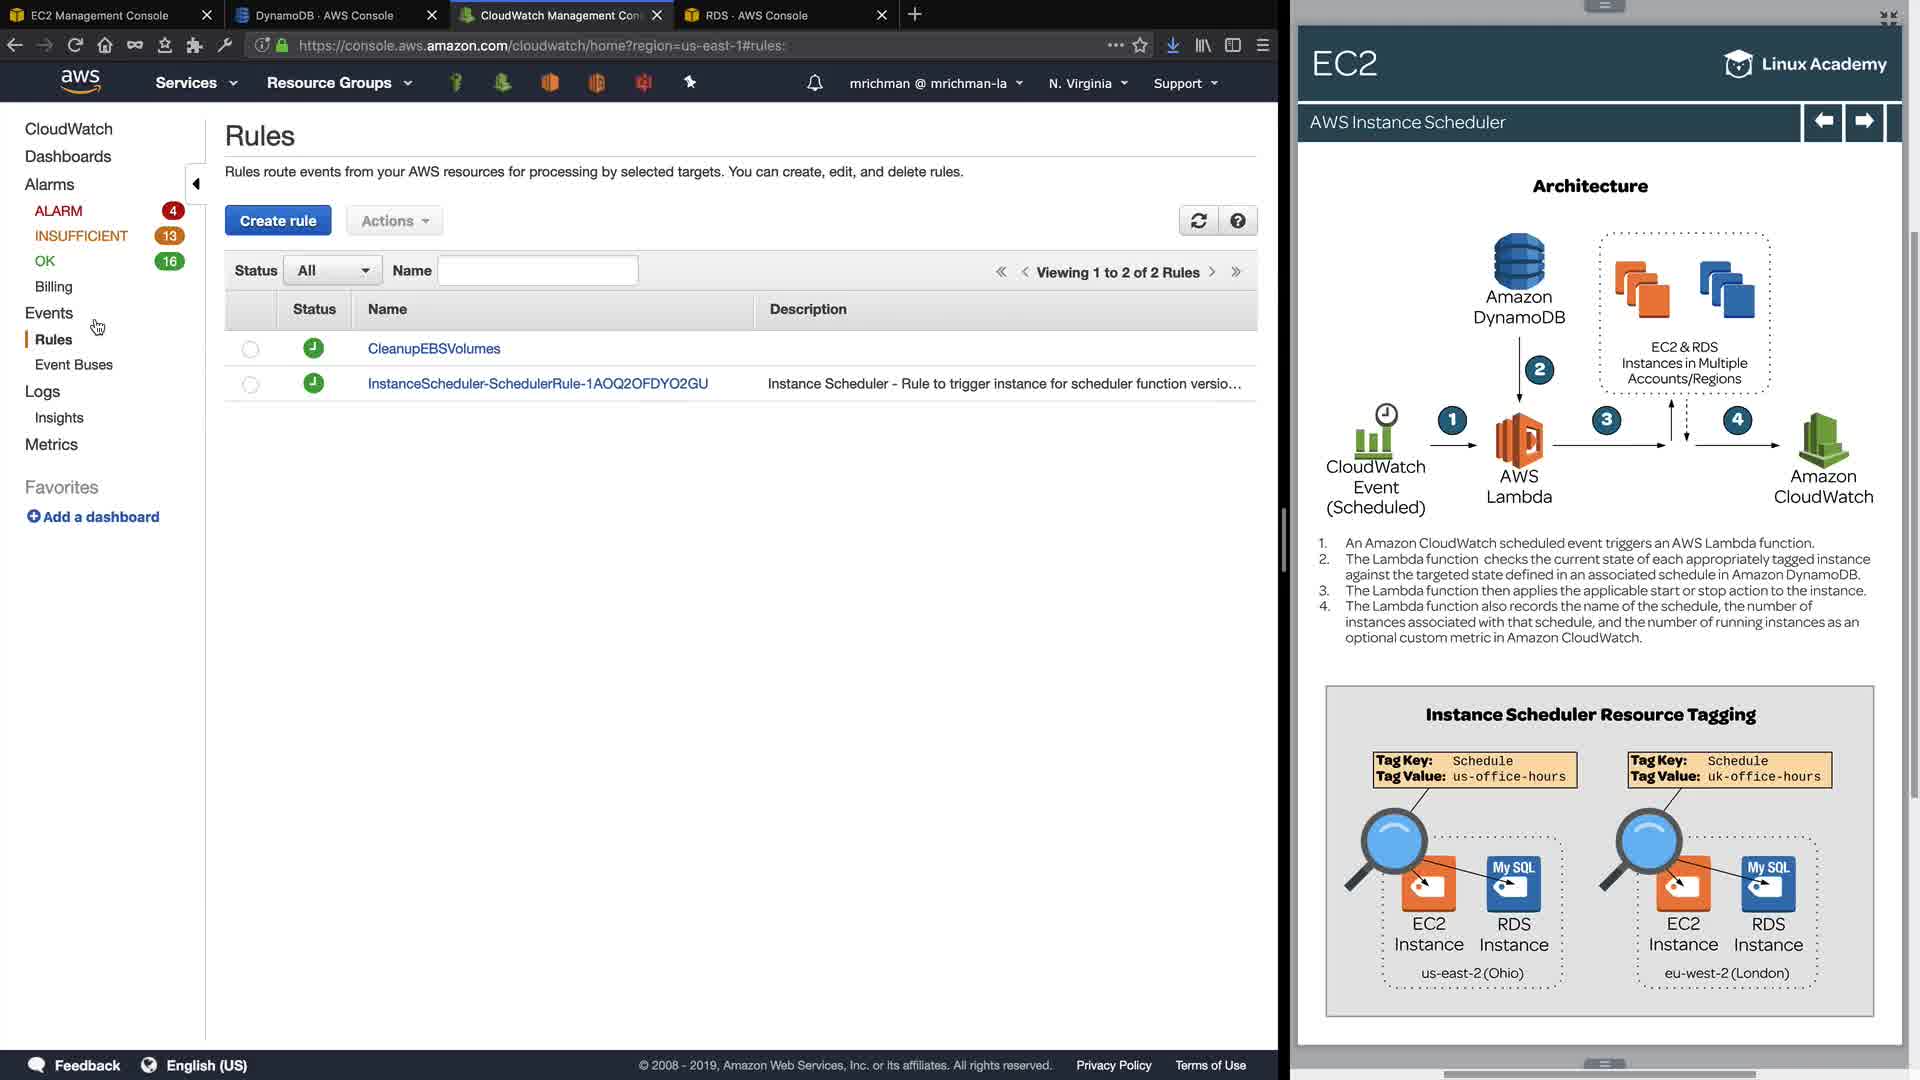 EC2 Management Console
DynamoDB · AWS Console
CloudWatch Management Con
RDS · AWS Console
https://console.aws.amazon.com/cloudwatch/home?region=us-east-1#rules:
aws
Services
Resource Groups
mrichman @ mrichman-la
N. Virginia
Support
CloudWatch
Dashboards
Alarms
ALARM 4
INSUFFICIENT 13
OK 16
Billing
Events
Rules
Event Buses
Logs
Insights
Metrics
Favorites
Add a dashboard
Rules
Rules route events from your AWS resources for processing by selected targets. You can create, edit, and delete rules.
Create rule
Actions
Status All Name
« < Viewing 1 to 2 of 2 Rules > »
Status Name Description
CleanupEBSVolumes
InstanceScheduler-SchedulerRule-1AOQ2OFDYO2GU Instance Scheduler - Rule to trigger instance for scheduler function versio...
Feedback
English (US)
© 2008 - 2019, Amazon Web Services, Inc. or its affiliates. All rights reserved.
Privacy Policy
Terms of Use
EC2
Linux Academy
AWS Instance Scheduler
Architecture
Amazon
DynamoDB
EC2 & RDS
Instances in Multiple
Accounts/Regions
2
1
3
4
CloudWatch
Event
(Scheduled)
AWS
Lambda
Amazon
CloudWatch
1. An Amazon CloudWatch scheduled event triggers an AWS Lambda function.
2. The Lambda function checks the current state of each appropriately tagged instance
against the targeted state defined in an associated schedule in Amazon DynamoDB.
3. The Lambda function then applies the applicable start or stop action to the instance.
4. The Lambda function also records the name of the schedule, the number of
instances associated with that schedule, and the number of running instances as an
optional custom metric in Amazon CloudWatch.
Instance Scheduler Resource Tagging
Tag Key: Schedule
Tag Value: us-office-hours
Tag Key: Schedule
Tag Value: uk-office-hours
My SQL
EC2
Instance
RDS
Instance
us-east-2 (Ohio)
My SQL
EC2
Instance
RDS
Instance
eu-west-2 (London)